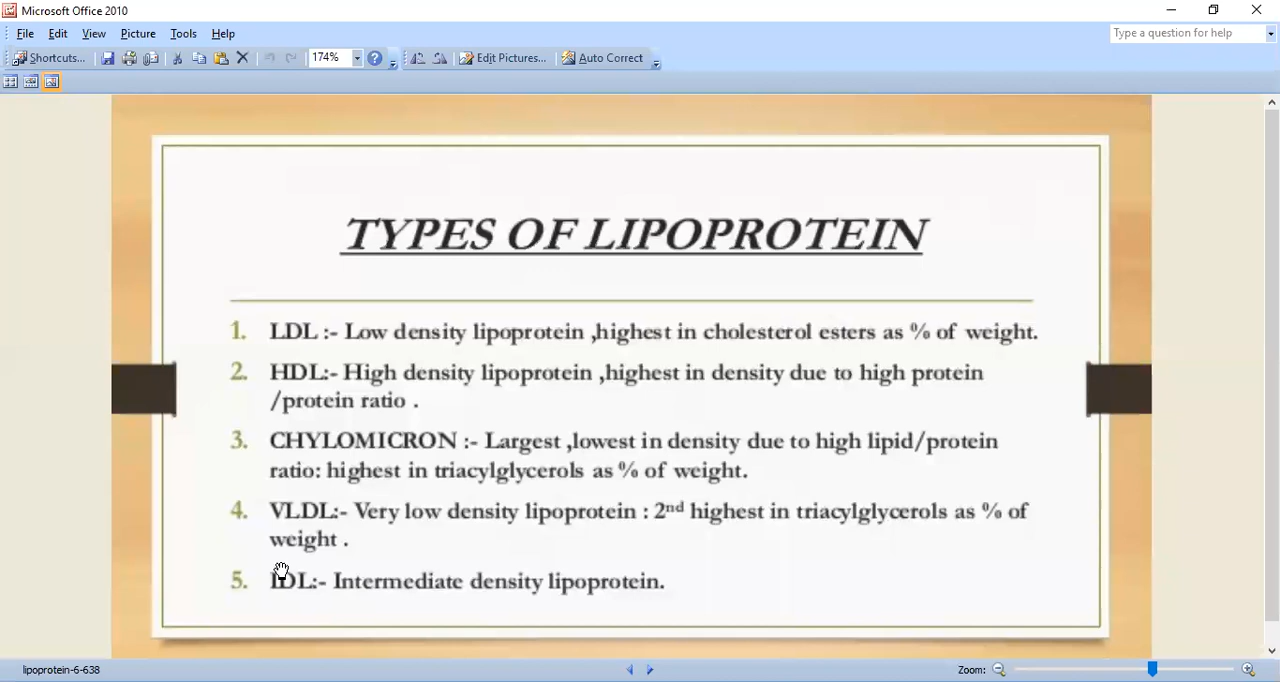 Microsoft Office 2010
File Edit View Picture Tools Help
Type a question for help
Shortcuts... 174% Edit Pictures... Auto Correct
TYPES OF LIPOPROTEIN
1. LDL :- Low density lipoprotein ,highest in cholesterol esters as % of weight.
2. HDL:- High density lipoprotein ,highest in density due to high protein
/protein ratio .
3. CHYLOMICRON :- Largest ,lowest in density due to high lipid/protein
ratio: highest in triacylglycerols as % of weight.
4. VLDL:- Very low density lipoprotein : 2nd highest in triacylglycerols as % of
weight .
5. IDL:- Intermediate density lipoprotein.
lipoprotein-6-638
Zoom: